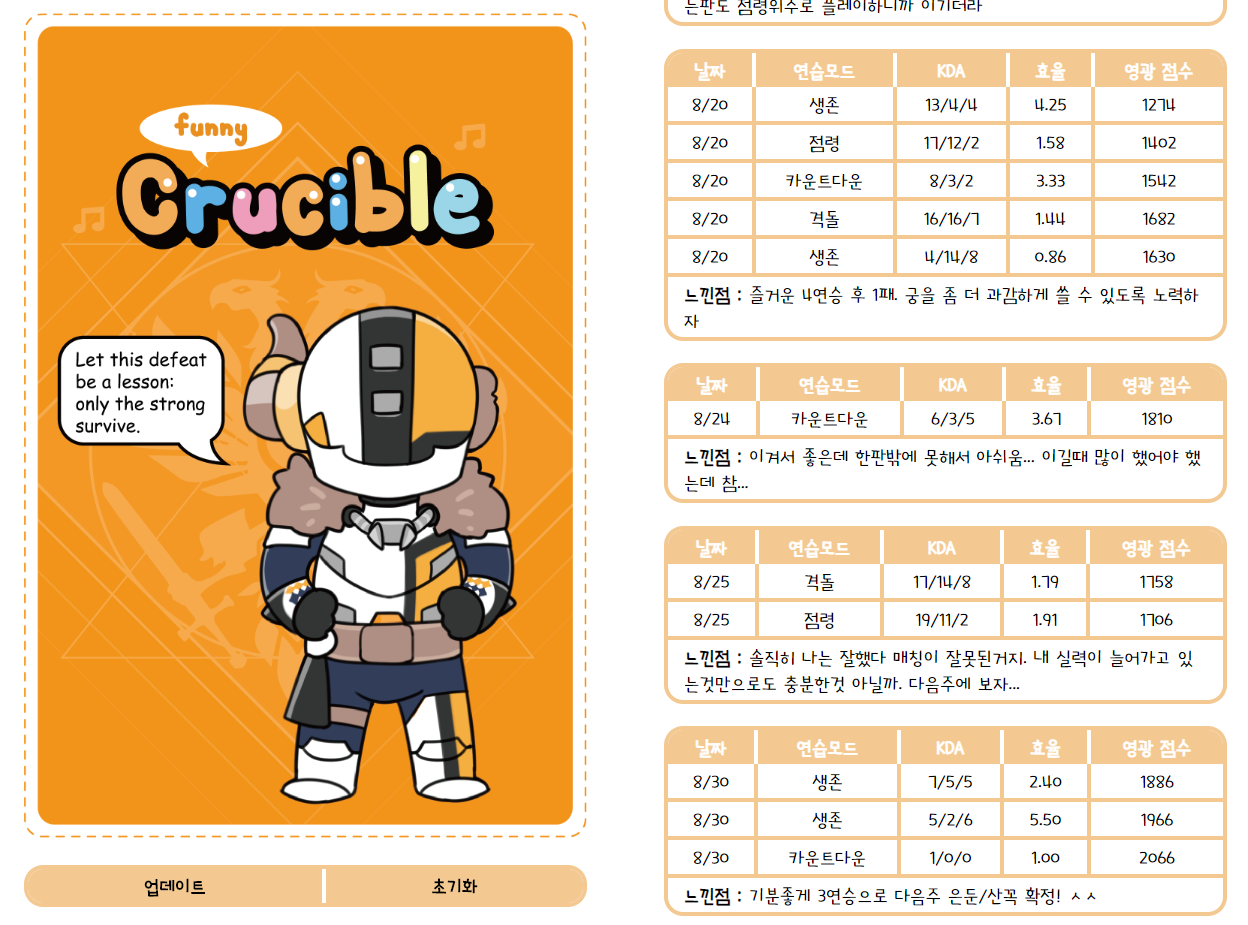 funny
Crucible
Let this defeat
be a lesson:
only the strong
survive.
업데이트 초기화
는판도 점령위주로 플레이하니까 이기더라
날짜 연습모드 KDA 효율 영광 점수
8/20 생존 13/4/4 4.25 1274
8/20 점령 17/12/2 1.58 1402
8/20 카운트다운 8/3/2 3.33 1542
8/20 격돌 16/16/7 1.44 1682
8/20 생존 4/14/8 0.86 1630
느낀점 : 즐거운 4연승 후 1패. 궁을 좀 더 과감하게 쓸 수 있도록 노력하
자
날짜 연습모드 KDA 효율 영광 점수
8/24 카운트다운 6/3/5 3.67 1810
느낀점 : 이겨서 좋은데 한판밖에 못해서 아쉬움... 이길때 많이 했어야 했
는데 참...
날짜 연습모드 KDA 효율 영광 점수
8/25 격돌 17/14/8 1.79 1758
8/25 점령 19/11/2 1.91 1706
느낀점 : 솔직히 나는 잘했다 매칭이 잘못된거지. 내 실력이 늘어가고 있
는것만으로도 충분한것 아닐까. 다음주에 보자...
날짜 연습모드 KDA 효율 영광 점수
8/30 생존 7/5/5 2.40 1886
8/30 생존 5/2/6 5.50 1966
8/30 카운트다운 1/0/0 1.00 2066
느낀점 : 기분좋게 3연승으로 다음주 은둔/산꼭 확정! ㅅㅅ